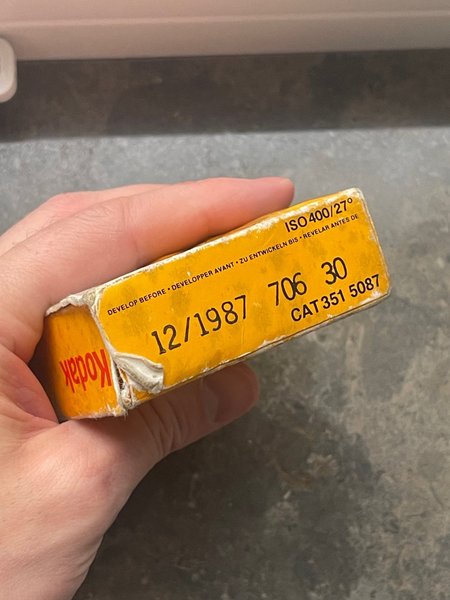 ISO 400/27°
DEVELOP BEFORE • DEVELOPPER AVANT • ZU ENTWICKELN BIS • REVELAR ANTES DE
12/1987 706 30
CAT 351 5087
Kodak